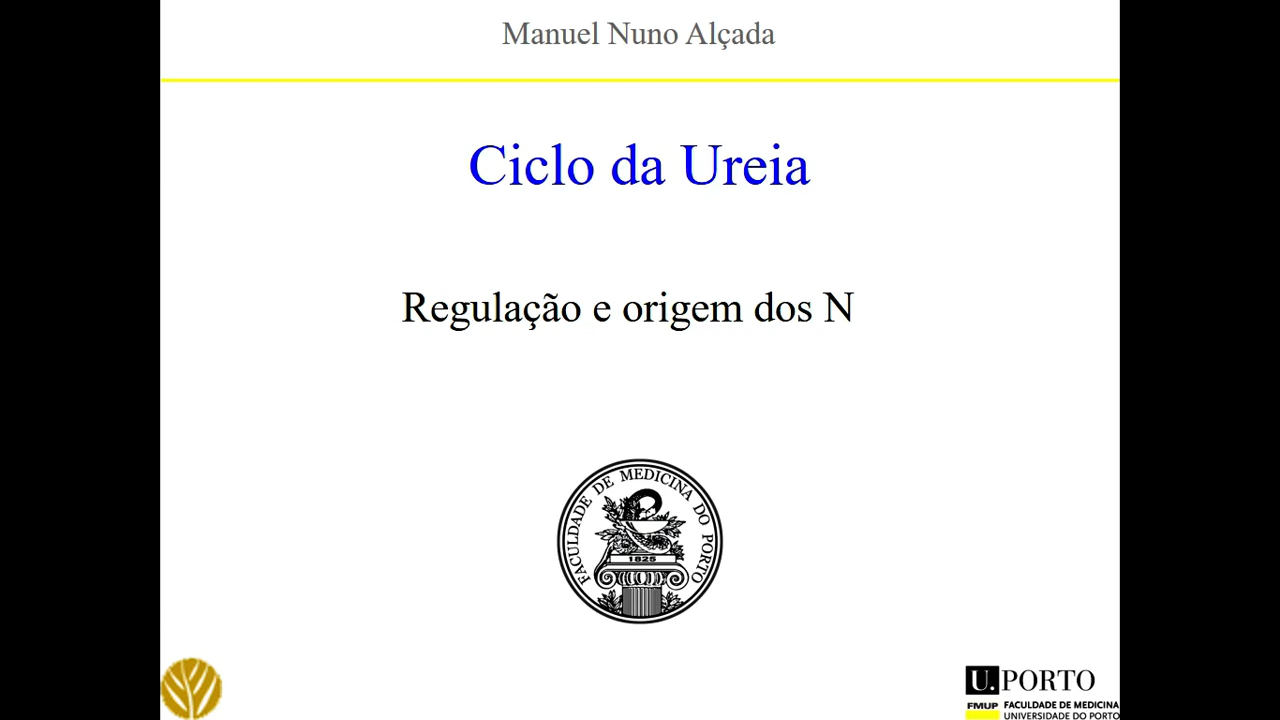 Manuel Nuno Alçada
Ciclo da Ureia
Regulação e origem dos N
FACULDADE DE MEDICINA DO PORTO
1825
U.PORTO
FMUP FACULDADE DE MEDICINA
UNIVERSIDADE DO PORTO